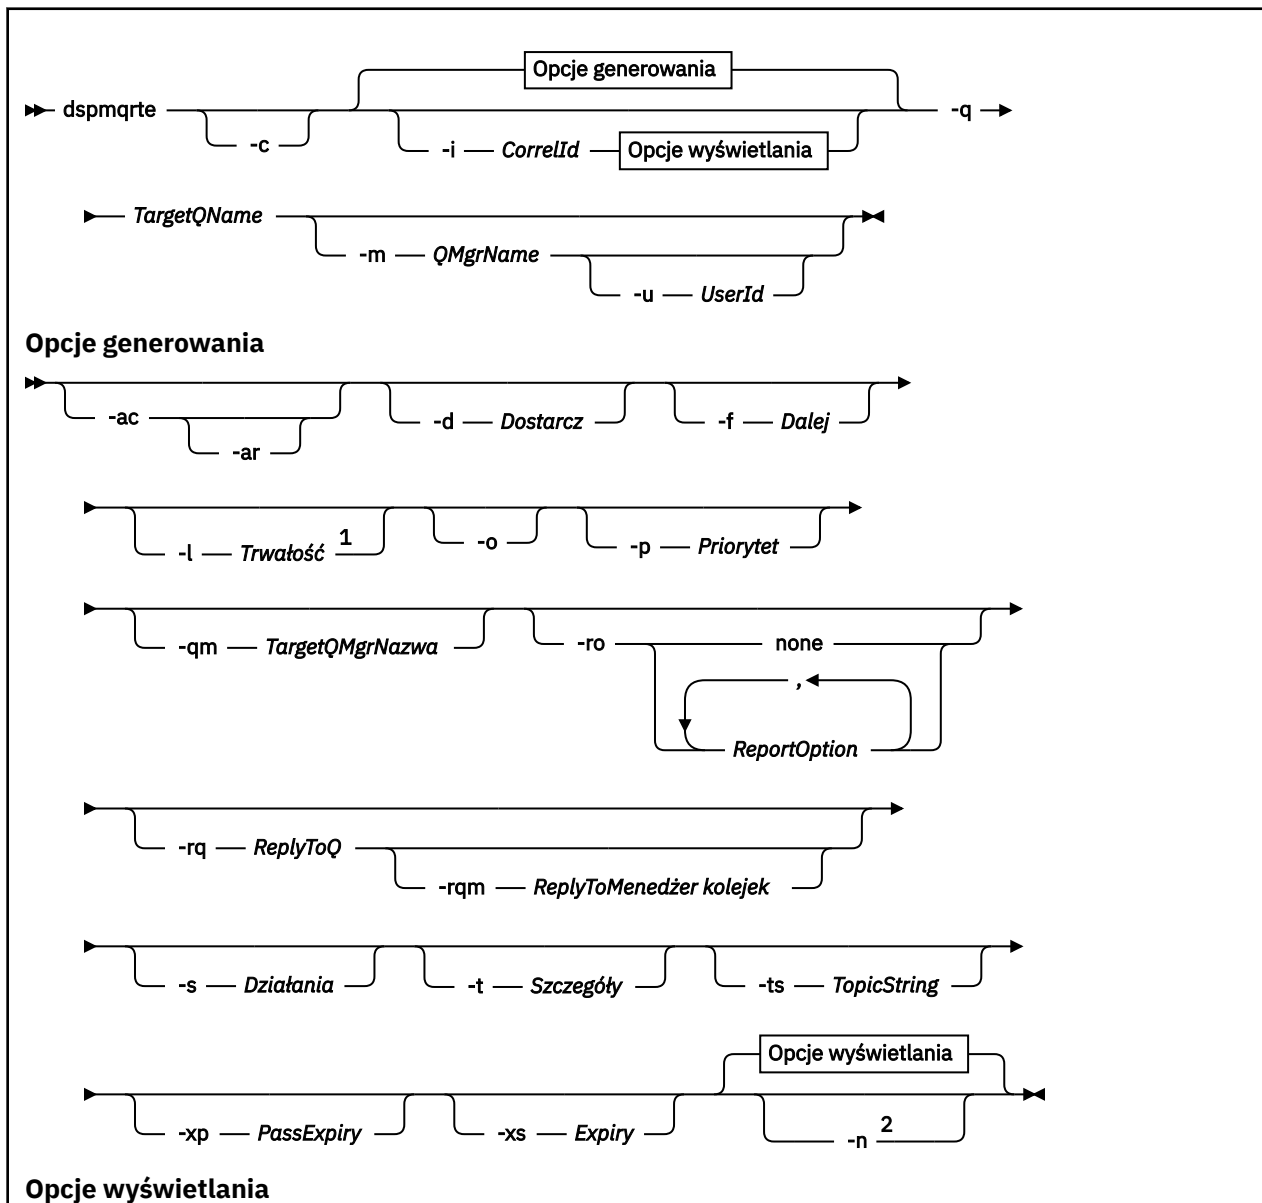 Opcje generowania
dspmqrte -q
-c
-i CorrelId Opcje wyświetlania
TargetQName
-m QMgrName
-u UserId
Opcje generowania
-ac
-d Dostarcz
-f Dalej
-ar
-l Trwałość 1
-o
-p Priorytet
-qm TargetQMgrNazwa
-ro none
,
ReportOption
-rq ReplyToQ
-rqm ReplyToMenedżer kolejek
-s Działania
-t Szczegóły
-ts TopicString
Opcje wyświetlania
-xp PassExpiry
-xs Expiry
-n 2
Opcje wyświetlania